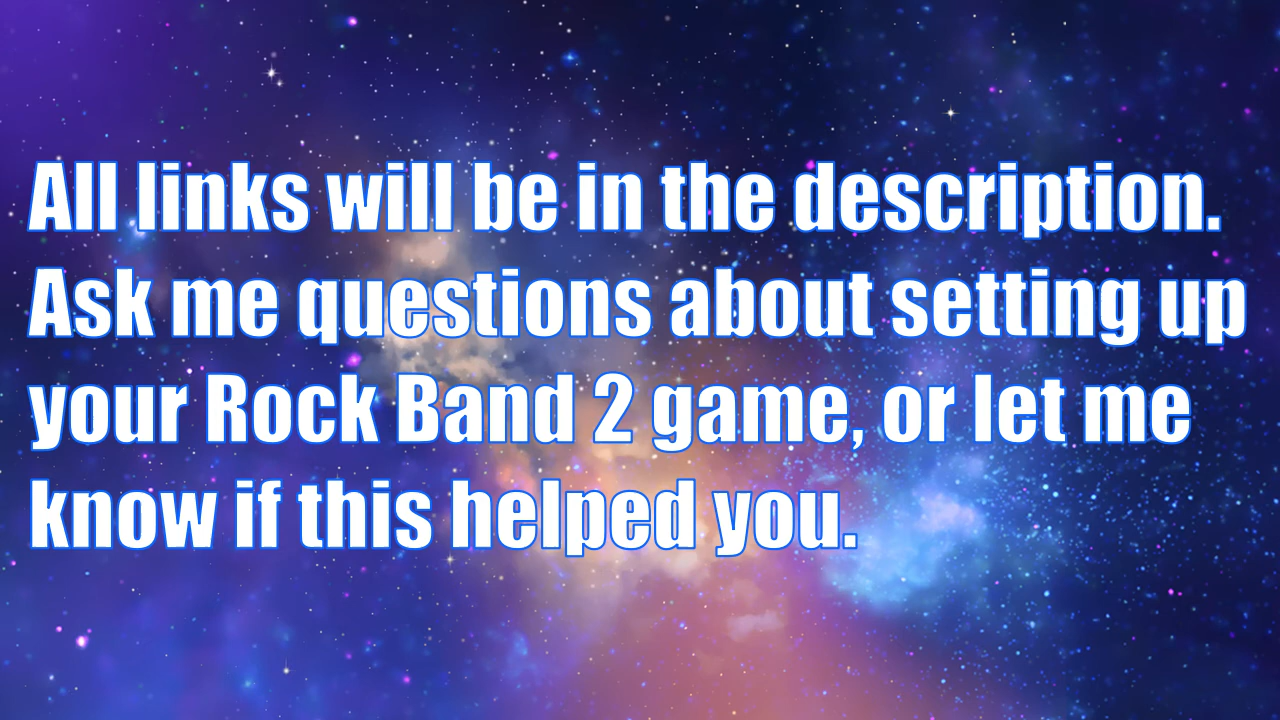 All links will be in the description.
Ask me questions about setting up
your Rock Band 2 game, or let me
know if this helped you.